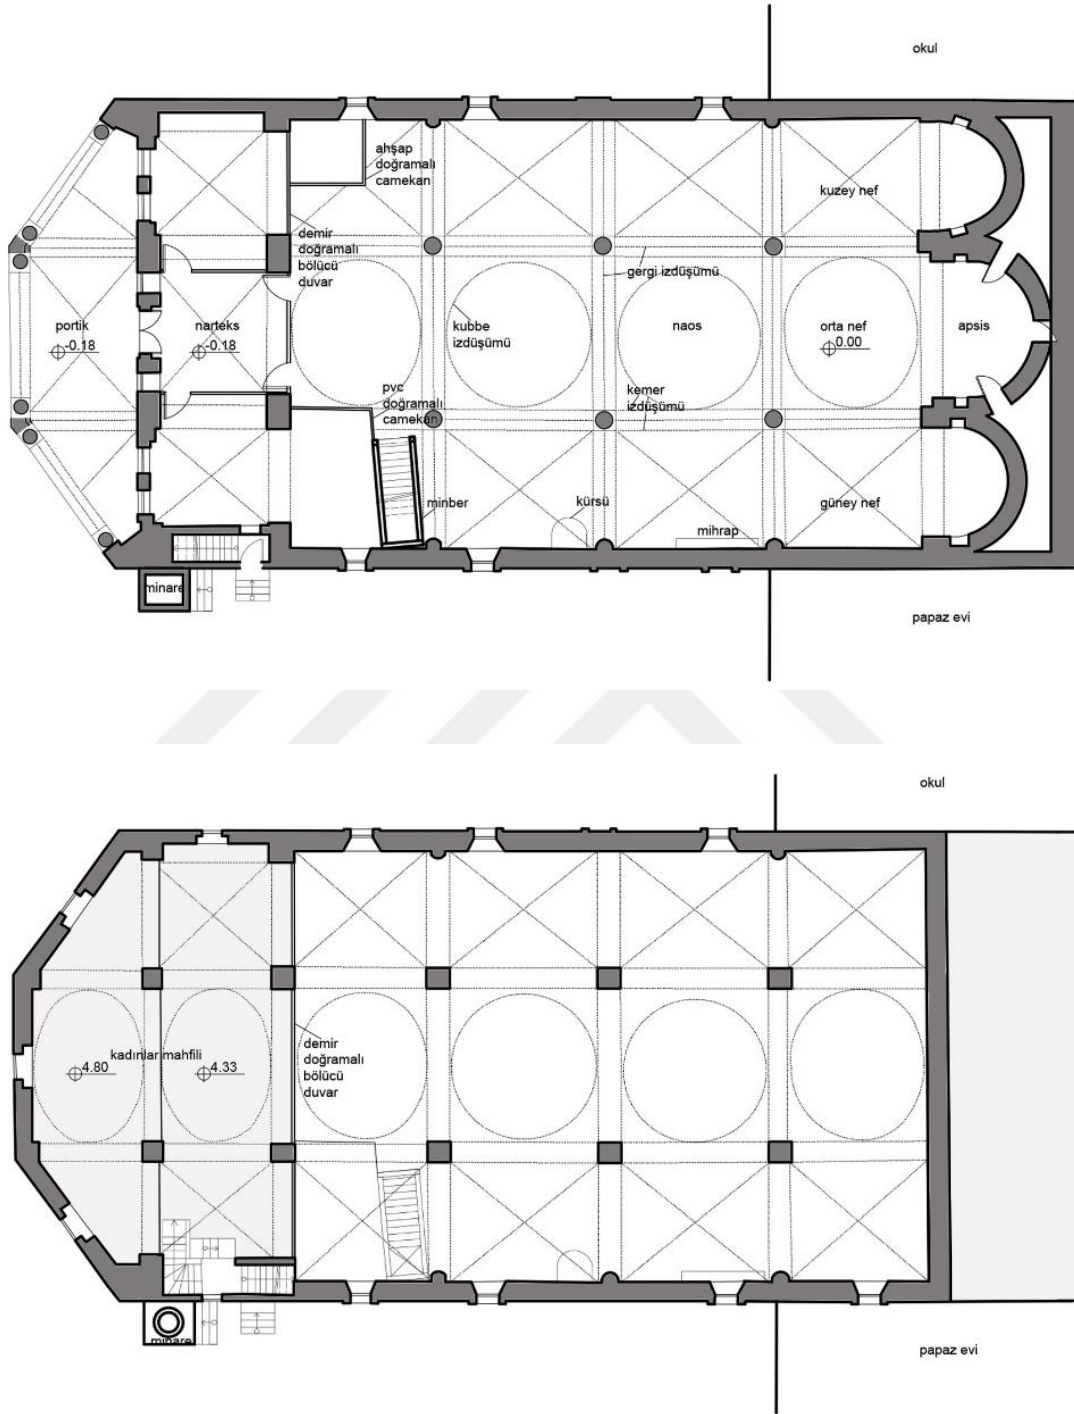 okul
ahşap
doğramalı
camekan
kuzey nef
demir
doğramalı
bölücü
duvar
gergi izdüşümü
portik
-0.18
narteks
-0.18
kubbe
izdüşümü
naos
orta nef
0.00
apsis
pvc
doğramalı
camekan
kemer
izdüşümü
minber
kürsü
güney nef
mihrap
minare
papaz evi
okul
kadınlar mahfili
4.80
4.33
demir
doğramalı
bölücü
duvar
minare
papaz evi